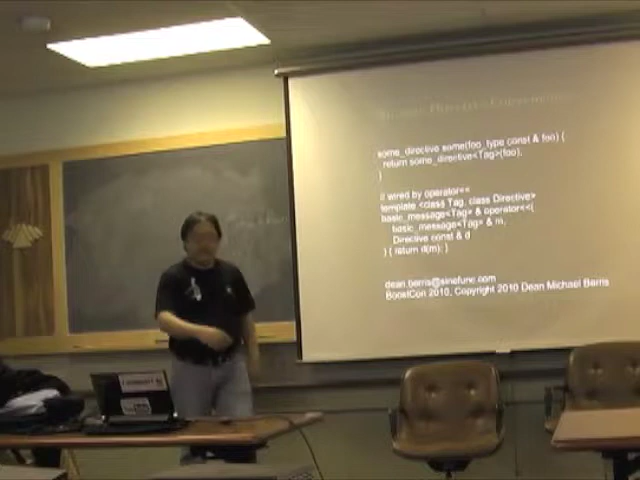 some_directive some(foo_type const & foo) {
return some_directive<Tag>(foo);
}
// wired by operator<<
template <class Tag, class Directive>
basic_message<Tag> & operator<<(
basic_message<Tag> & m,
Directive const & d
) { return d(m); }
dean.berris@sinefunc.com
BoostCon 2010, Copyright 2010 Dean Michael Berris